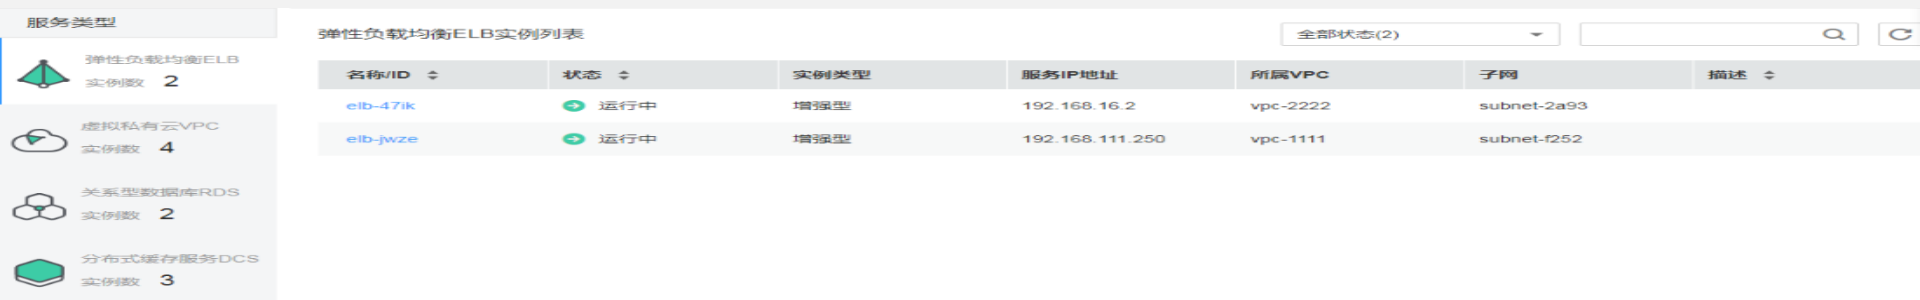 服务类型
弹性负载均衡ELB
实例数 2
虚拟私有云VPC
实例数 4
关系型数据库RDS
实例数 2
分布式缓存服务DCS
实例数 3
弹性负载均衡ELB实例列表
全部状态(2)
名称/ID 状态 实例类型 服务IP地址 所属VPC 子网 描述
elb-47ik 运行中 增强型 192.168.16.2 vpc-2222 subnet-2a93
elb-jwze 运行中 增强型 192.168.111.250 vpc-1111 subnet-f252